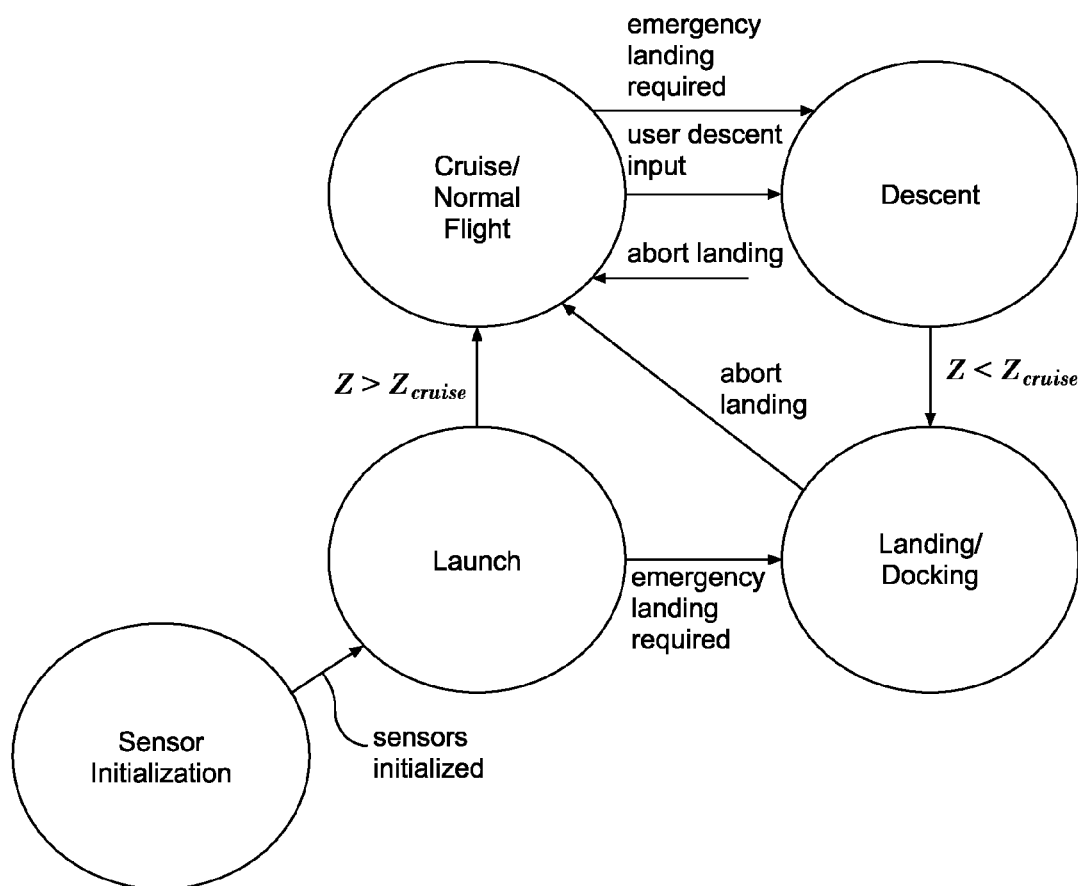 emergency
landing
required
user descent
input
Cruise/
Normal
Flight
Descent
abort landing
Z > Z_cruise
abort
landing
Z < Z_cruise
Launch
emergency
landing
required
Landing/
Docking
Sensor
Initialization
sensors
initialized